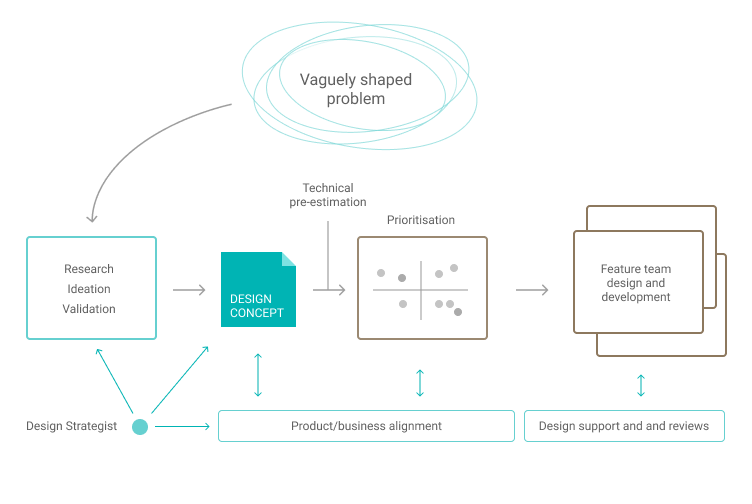 Vaguely shaped
problem
Technical
pre-estimation
Prioritisation
Research
Ideation
Validation
DESIGN
CONCEPT
Feature team
design and
development
Design Strategist
Product/business alignment
Design support and and reviews